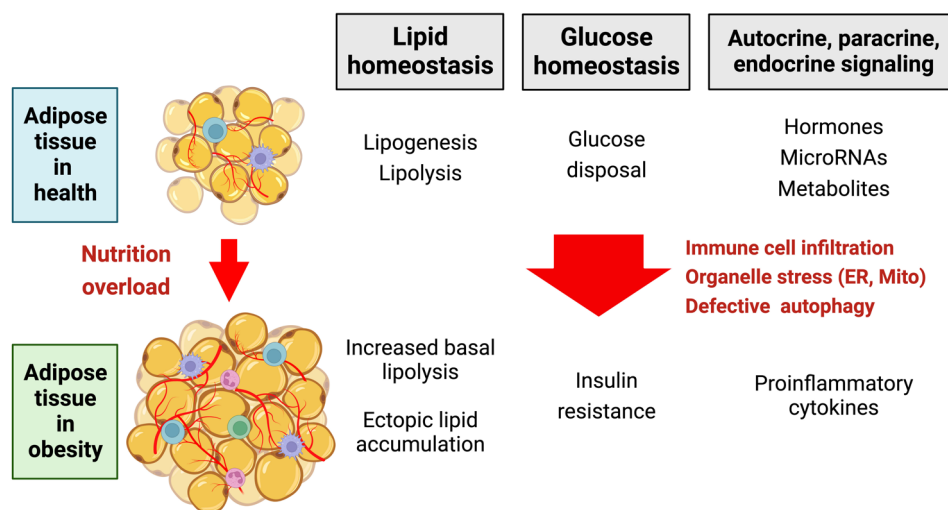 Lipid
homeostasis
Glucose
homeostasis
Autocrine, paracrine,
endocrine signaling
Adipose
tissue
in
health
Lipogenesis
Lipolysis
Glucose
disposal
Hormones
MicroRNAs
Metabolites
Nutrition
overload
Immune cell infiltration
Organelle stress (ER, Mito)
Defective autophagy
Adipose
tissue
in
obesity
Increased basal
lipolysis
Ectopic lipid
accumulation
Insulin
resistance
Proinflammatory
cytokines